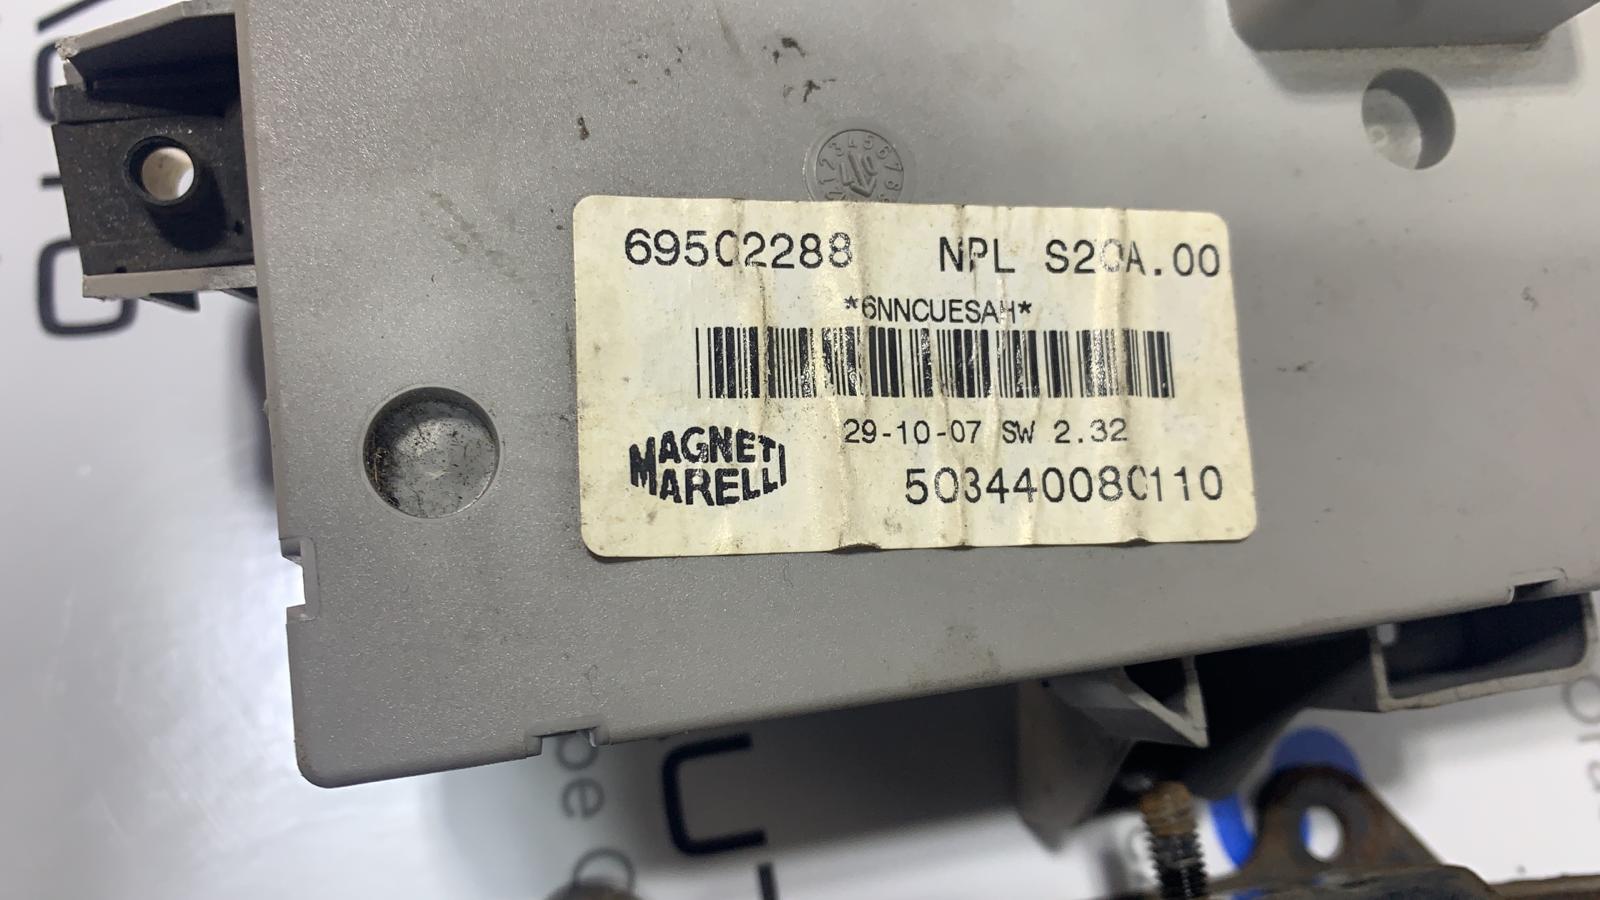 69502288 NPL S20A.00
*6NNCUESAH*
29-10-07 SW 2.32
MAGNETI
MARELLI
503440080110